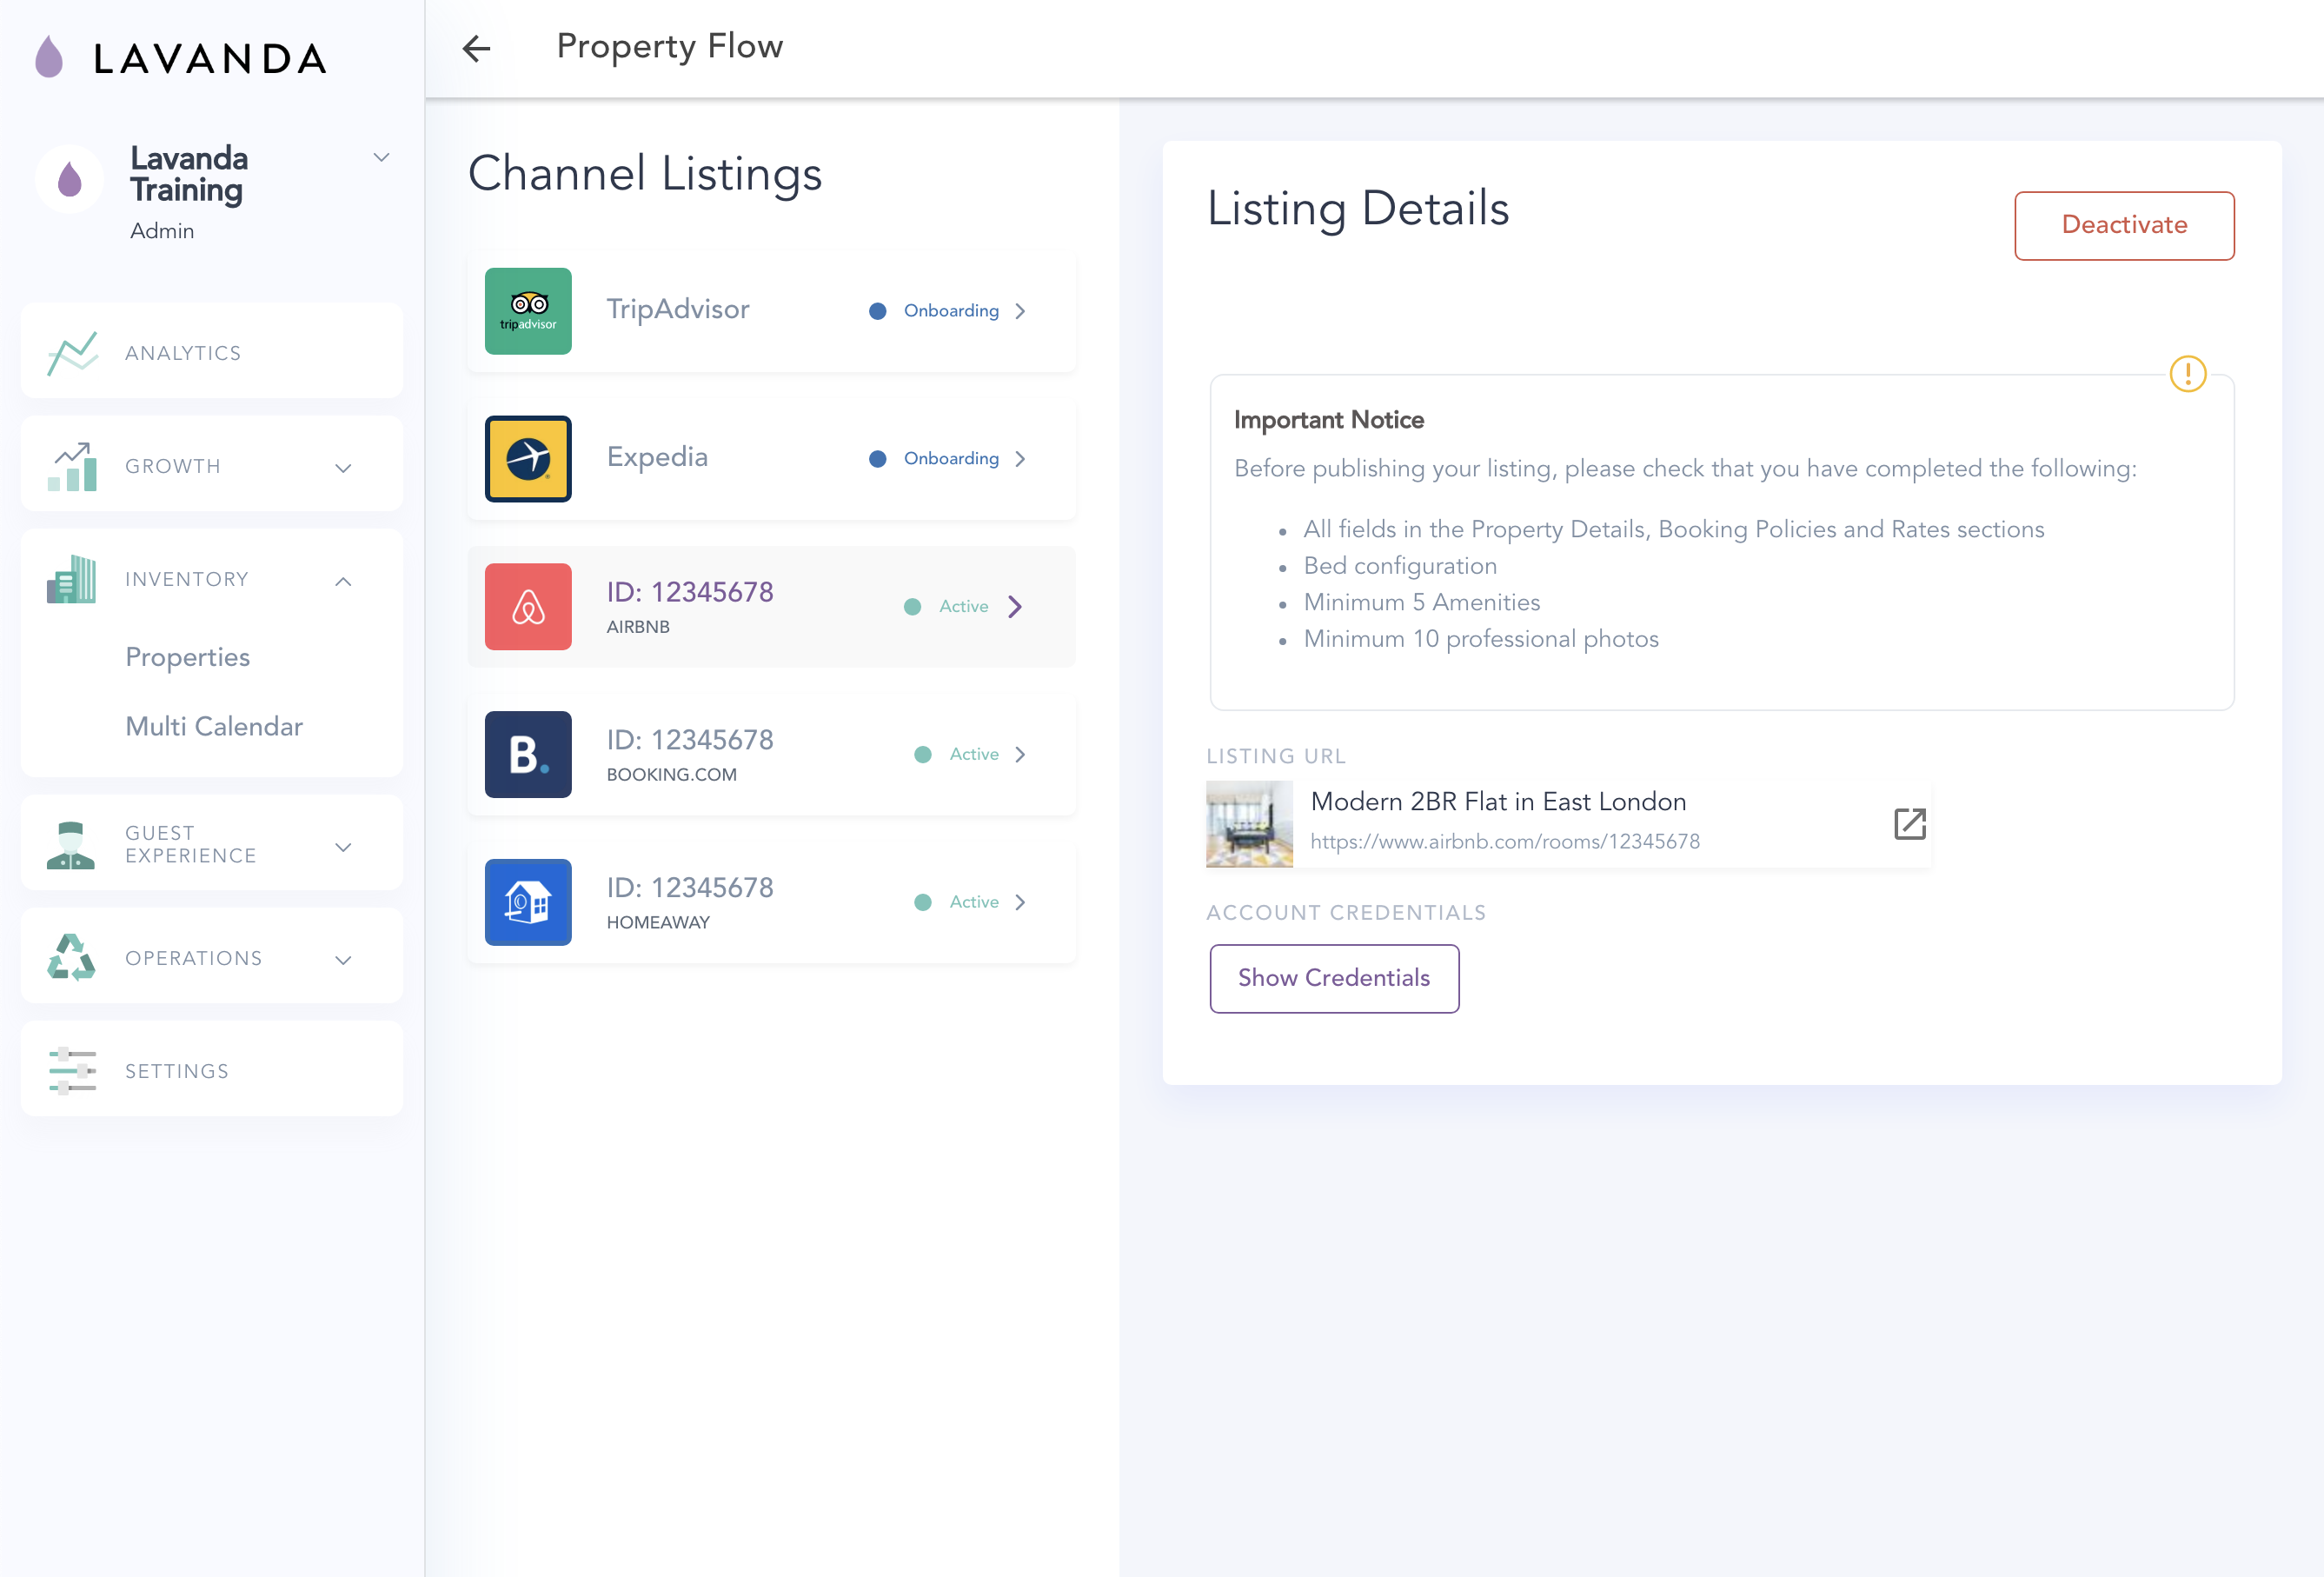 LAVANDA
Lavanda
Training
Admin
ANALYTICS
GROWTH
INVENTORY
Properties
Multi Calendar
GUEST
EXPERIENCE
OPERATIONS
SETTINGS
Property Flow
Channel Listings
tripadvisor
TripAdvisor
Onboarding
Expedia
Onboarding
ID: 12345678
AIRBNB
Active
B.
ID: 12345678
BOOKING.COM
Active
ID: 12345678
HOMEAWAY
Active
Listing Details
Deactivate
Important Notice
Before publishing your listing, please check that you have completed the following:
• All fields in the Property Details, Booking Policies and Rates sections
• Bed configuration
• Minimum 5 Amenities
• Minimum 10 professional photos
LISTING URL
Modern 2BR Flat in East London
https://www.airbnb.com/rooms/12345678
ACCOUNT CREDENTIALS
Show Credentials